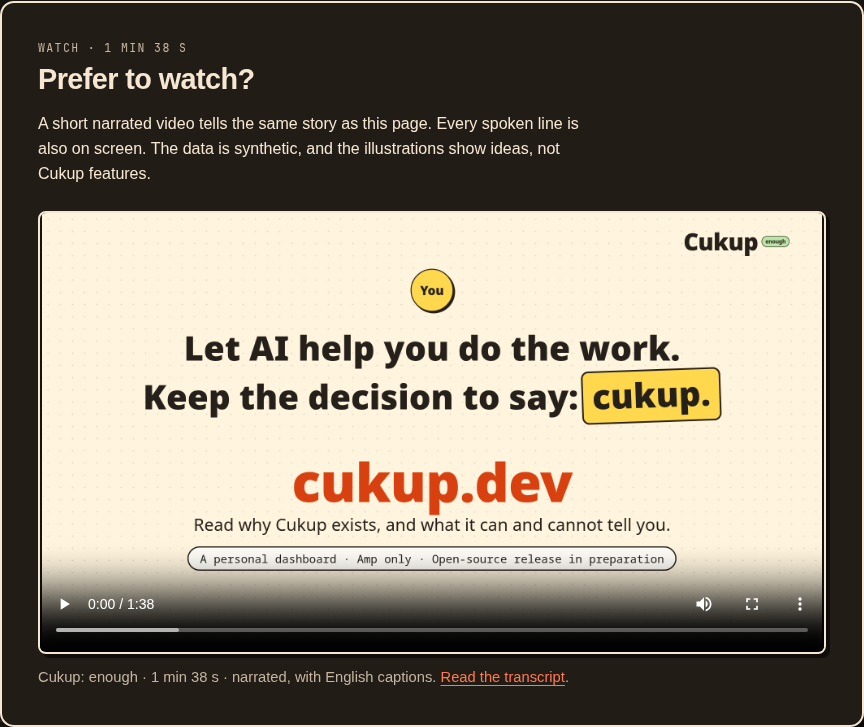 WATCH · 1 MIN 38 S
Prefer to watch?
A short narrated video tells the same story as this page. Every spoken line is
also on screen. The data is synthetic, and the illustrations show ideas, not
Cukup features.
Cukup enough
You
Let AI help you do the work.
Keep the decision to say: cukup.
cukup.dev
Read why Cukup exists, and what it can and cannot tell you.
A personal dashboard · Amp only · Open-source release in preparation
0:00 / 1:38
Cukup: enough · 1 min 38 s · narrated, with English captions. Read the transcript.